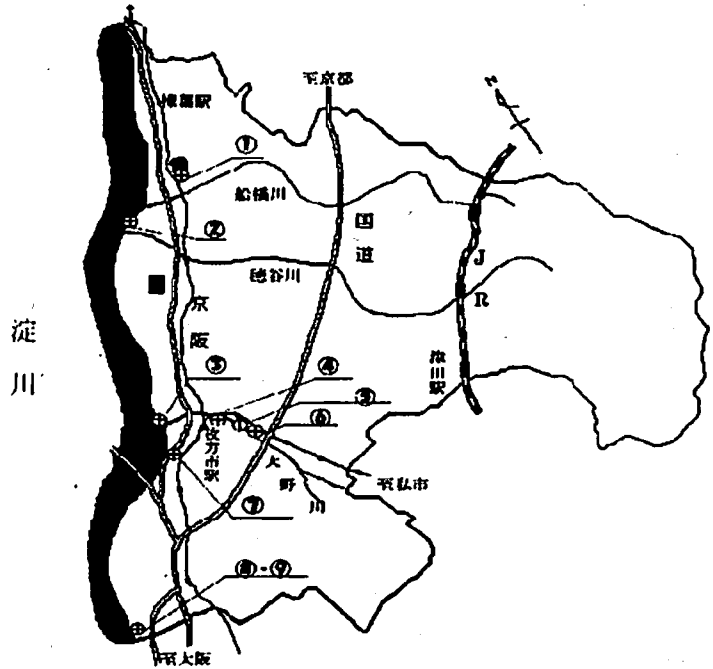 至京都
樟葉駅
①
船橋川
国道
②
穂谷川
JR
京阪
淀川
③
④
津田駅
⑤
⑥
枚方市駅
天野川
至私市
⑦
⑧・⑨
至大阪